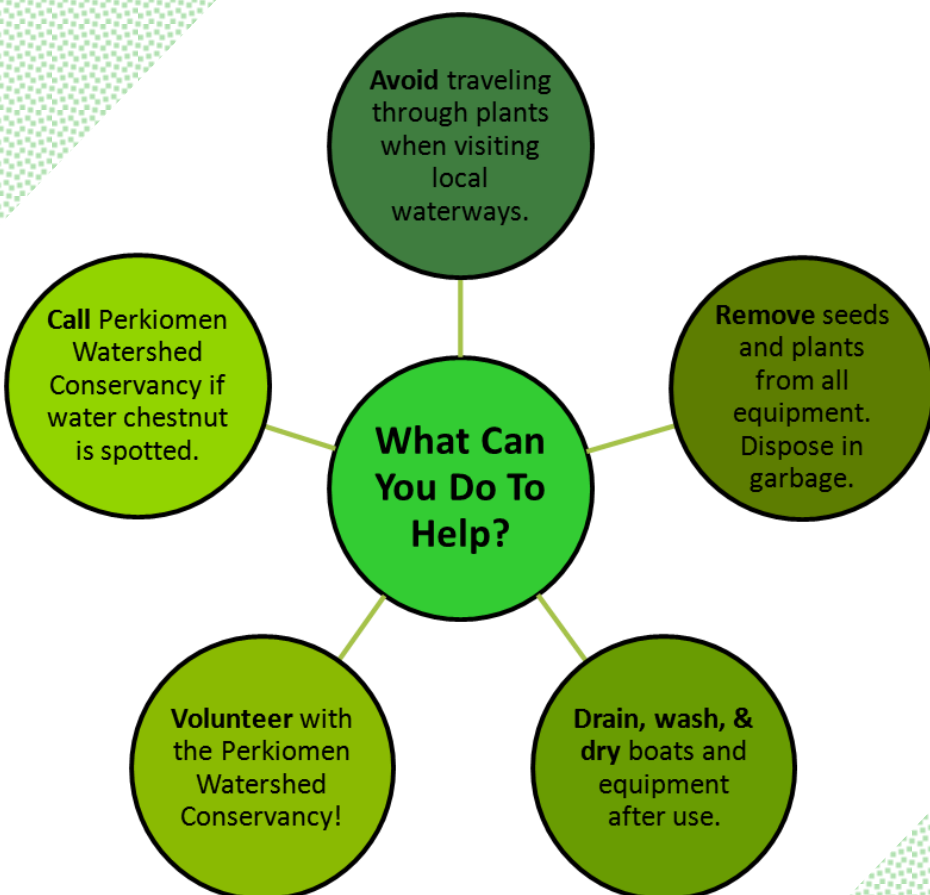 Avoid traveling
through plants
when visiting
local
waterways.
Call Perkiomen
Watershed
Conservancy if
water chestnut
is spotted.
Remove seeds
and plants
from all
equipment.
Dispose in
garbage.
What Can
You Do To
Help?
Volunteer with
the Perkiomen
Watershed
Conservancy!
Drain, wash, &
dry boats and
equipment
after use.